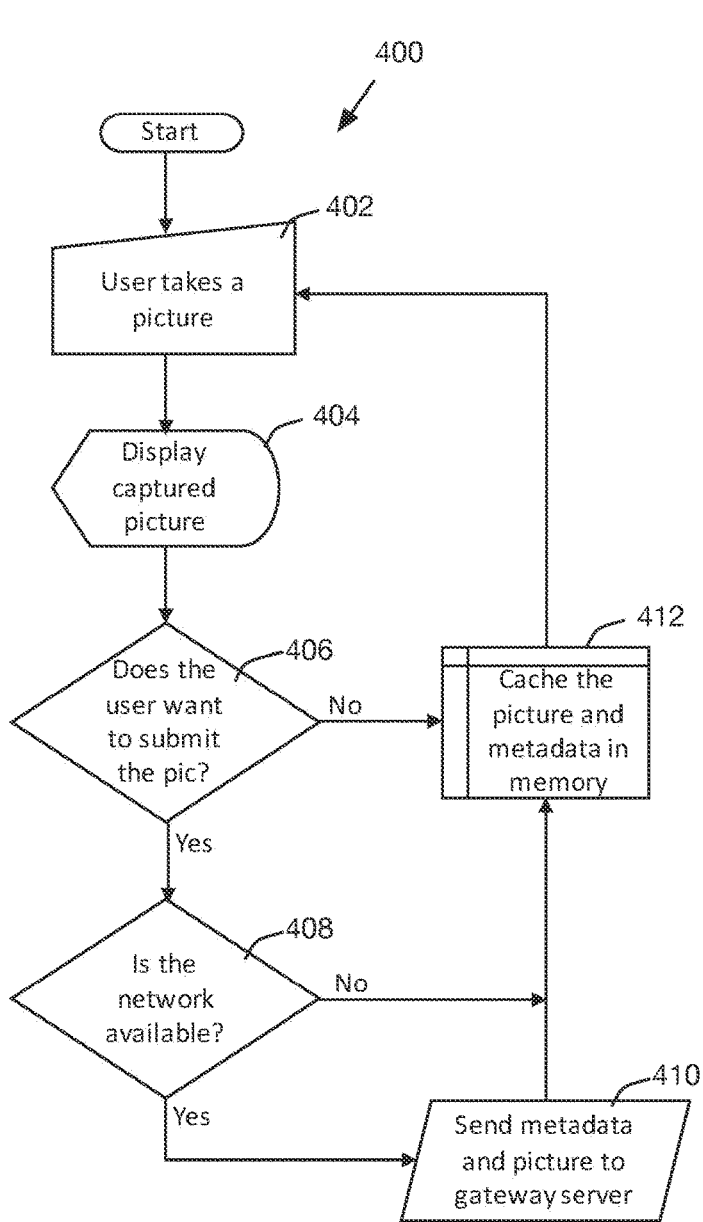 400
Start
402
User takes a
picture
404
Display
captured
picture
406
Does the
user want
to submit
the pic?
No
412
Cache the
picture and
metadata in
memory
Yes
408
Is the
network
available?
No
Yes
410
Send metadata
and picture to
gateway server